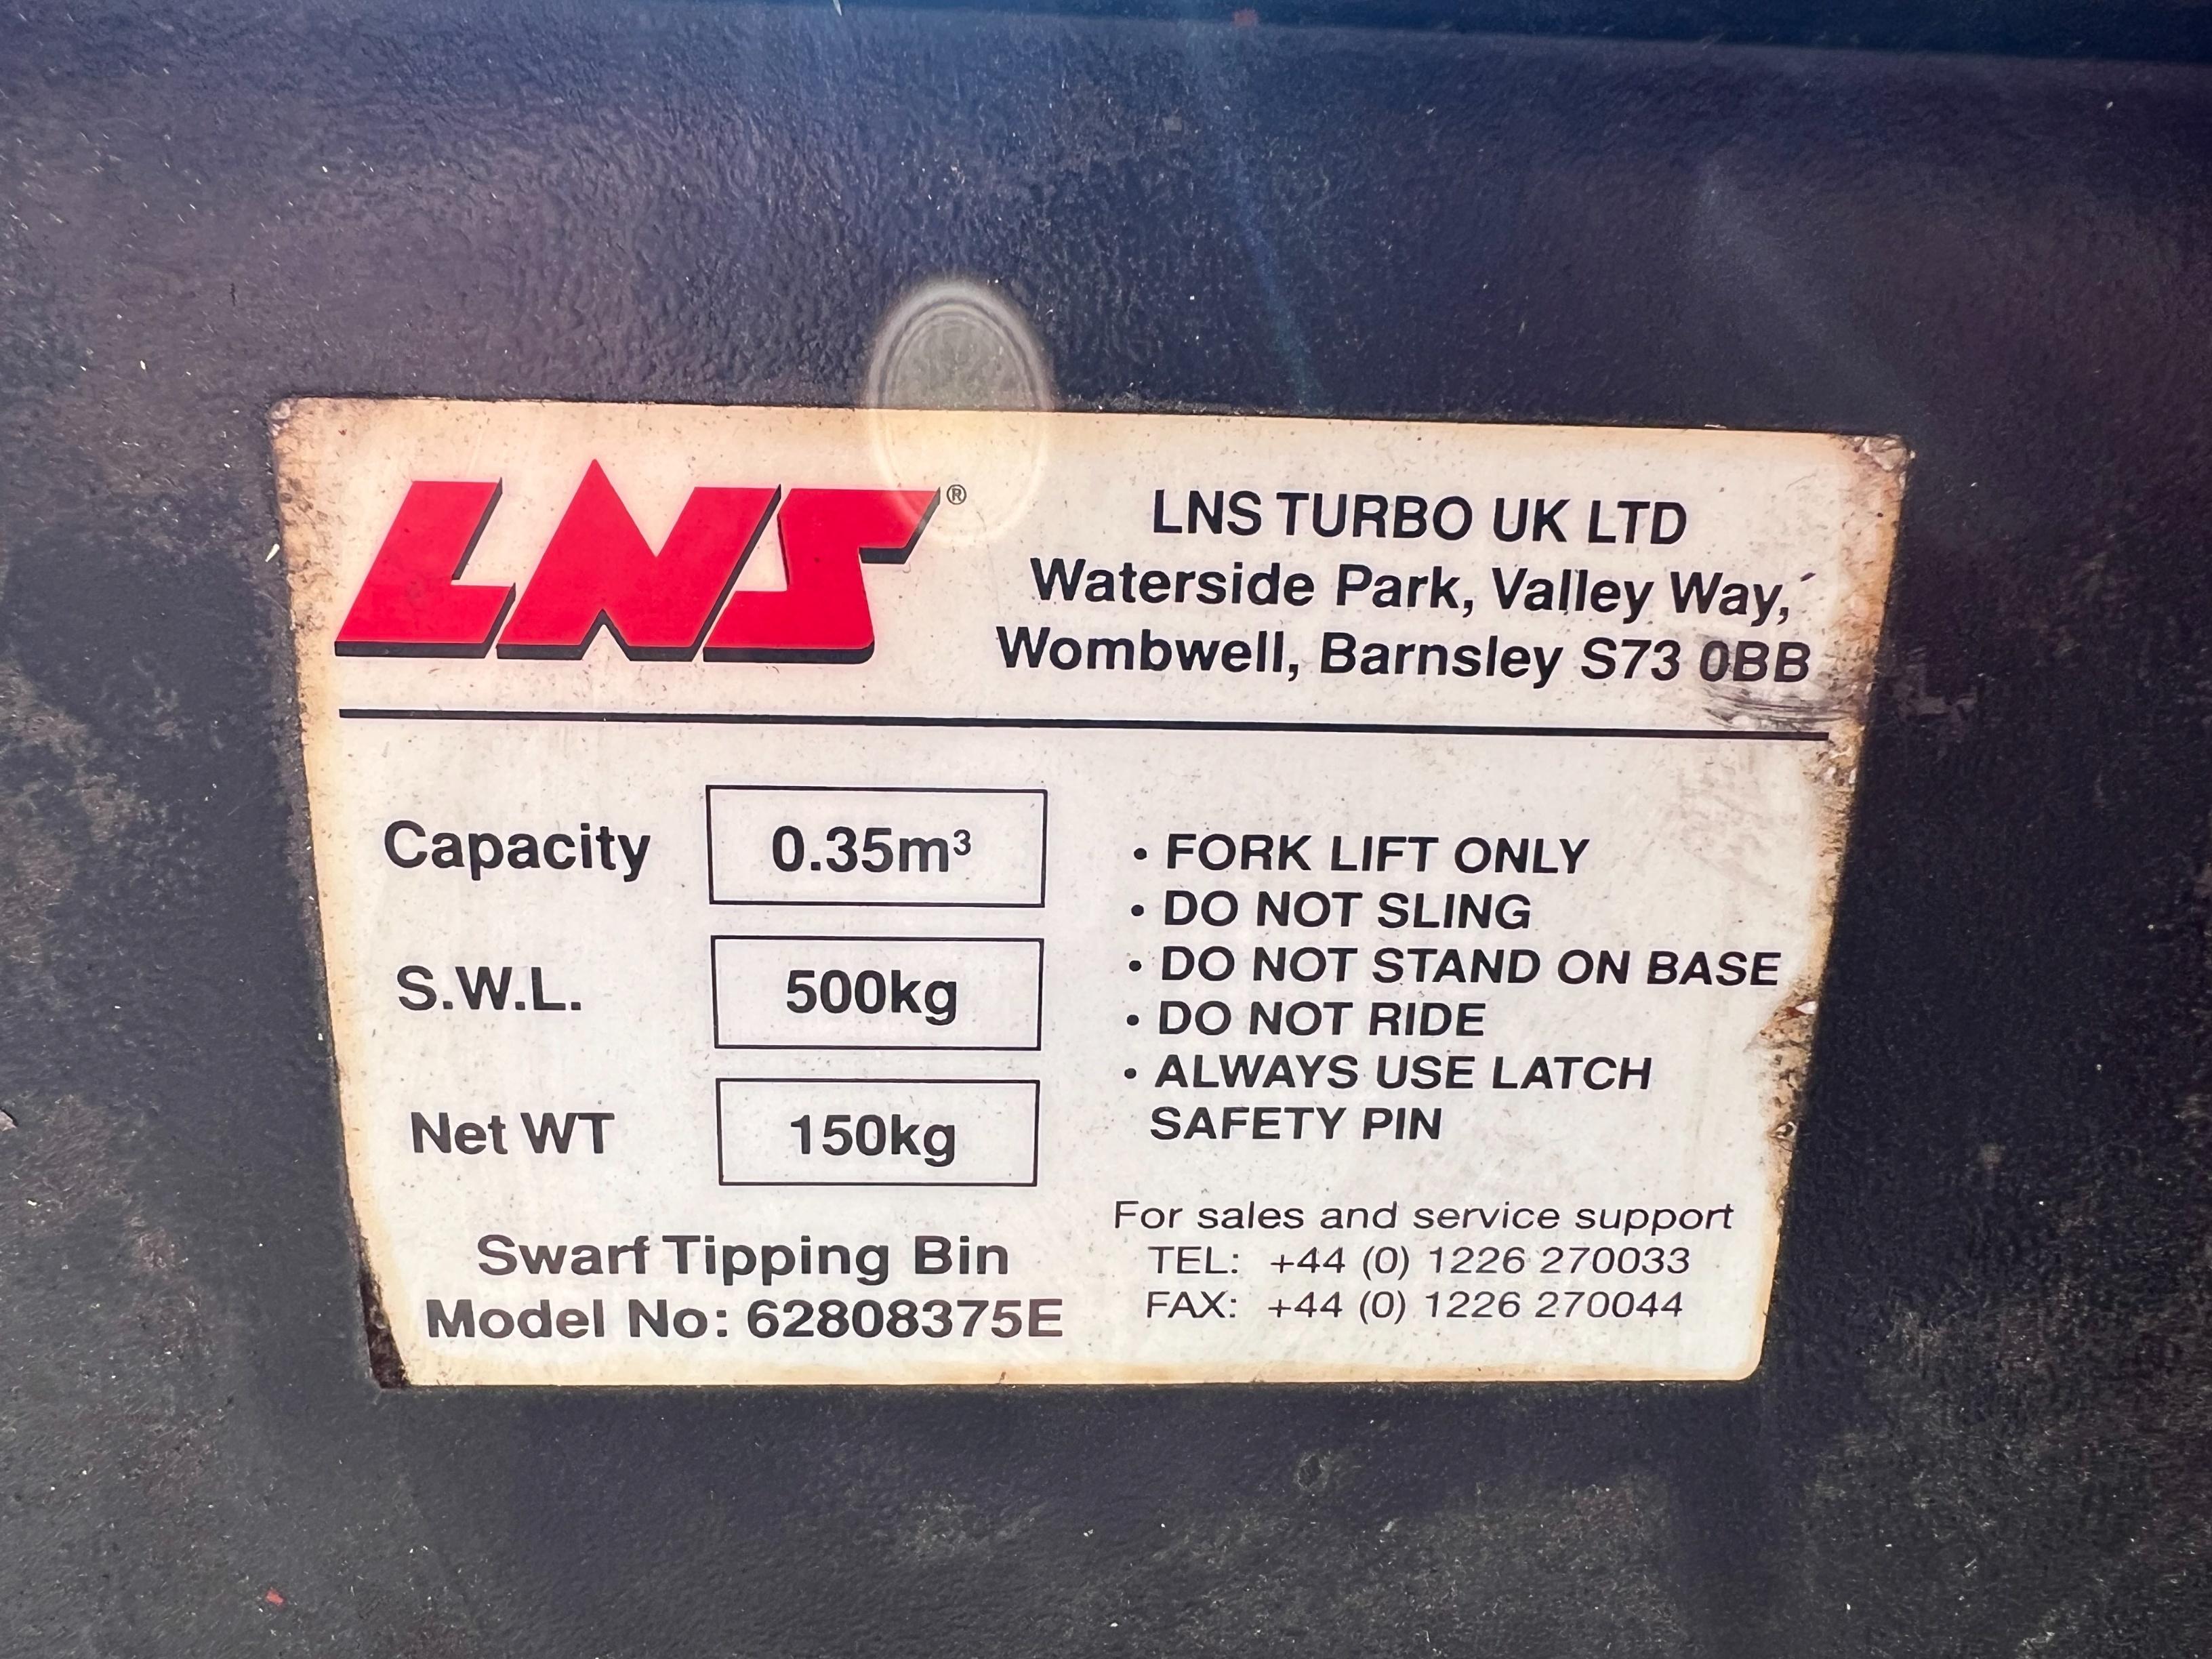 LNS®
LNS TURBO UK LTD
Waterside Park, Valley Way,
Wombwell, Barnsley S73 0BB
Capacity 0.35m³
S.W.L. 500kg
Net WT 150kg
Swarf Tipping Bin
Model No: 62808375E
• FORK LIFT ONLY
• DO NOT SLING
• DO NOT STAND ON BASE
• DO NOT RIDE
• ALWAYS USE LATCH
SAFETY PIN
For sales and service support
TEL: +44 (0) 1226 270033
FAX: +44 (0) 1226 270044